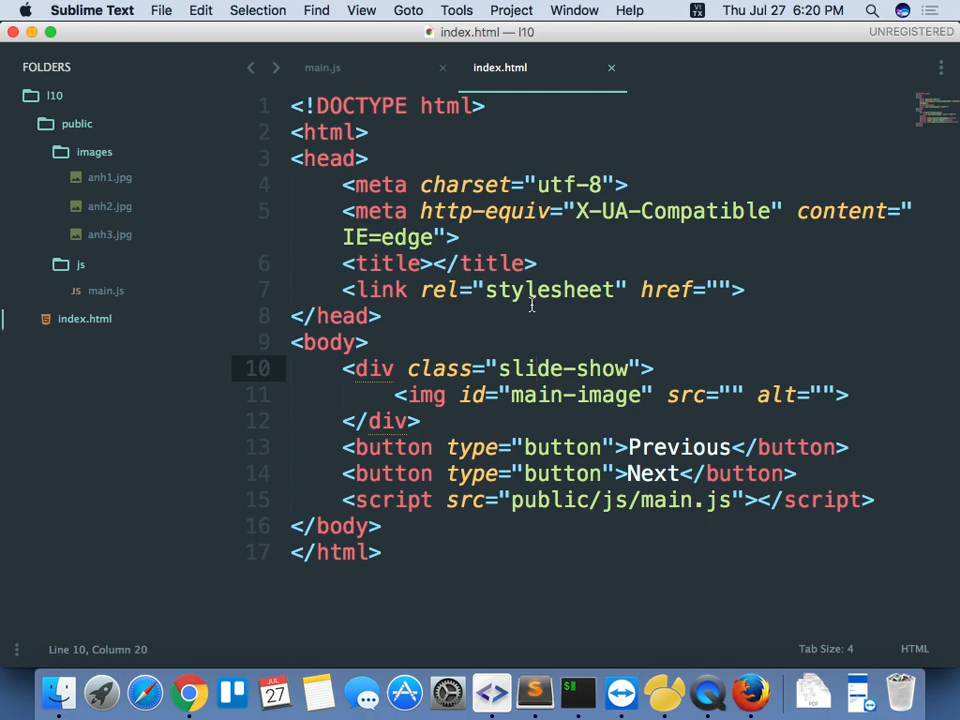 Sublime Text File Edit Selection Find View Goto Tools Project Window Help VI TX Thu Jul 27 6:20 PM
index.html — l10 UNREGISTERED
FOLDERS
l10
public
images
anh1.jpg
anh2.jpg
anh3.jpg
js
JS main.js
index.html
main.js × index.html ×
1 <!DOCTYPE html>
2 <html>
3 <head>
4 <meta charset="utf-8">
5 <meta http-equiv="X-UA-Compatible" content="
IE=edge">
6 <title></title>
7 <link rel="stylesheet" href="">
8 </head>
9 <body>
10 <div class="slide-show">
11 <img id="main-image" src="" alt="">
12 </div>
13 <button type="button">Previous</button>
14 <button type="button">Next</button>
15 <script src="public/js/main.js"></script>
16 </body>
17 </html>
Line 10, Column 20 Tab Size: 4 HTML
JUL
27
PDF